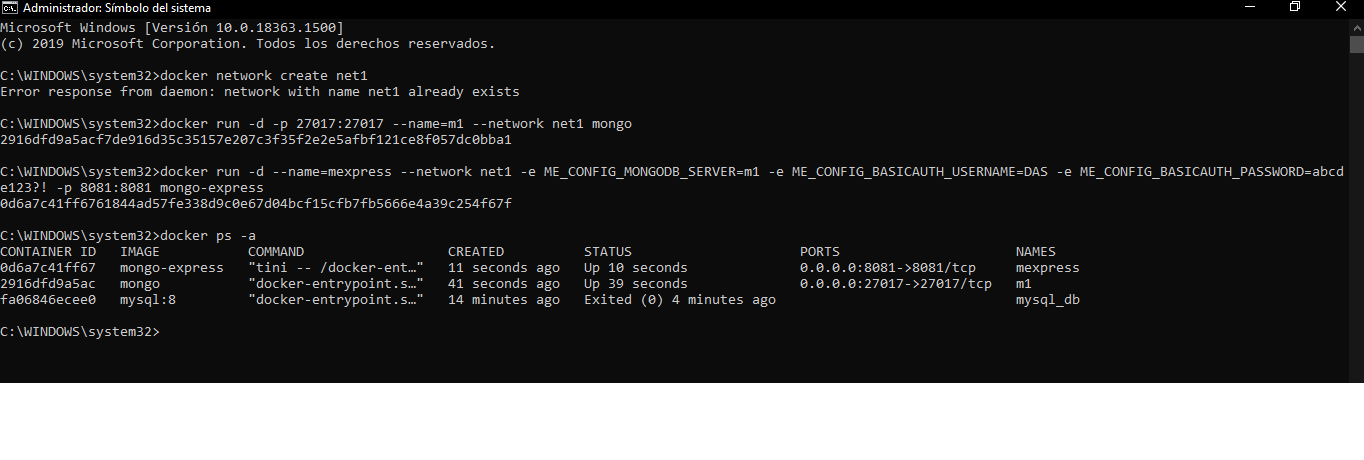 Administrador: Símbolo del sistema
Microsoft Windows [Versión 10.0.18363.1500]
(c) 2019 Microsoft Corporation. Todos los derechos reservados.
C:\WINDOWS\system32>docker network create net1
Error response from daemon: network with name net1 already exists
C:\WINDOWS\system32>docker run -d -p 27017:27017 --name=m1 --network net1 mongo
2916dfd9a5acf7de916d35c35157e207c3f35f2e2e5afbf121ce8f057dc0bba1
C:\WINDOWS\system32>docker run -d --name=mexpress --network net1 -e ME_CONFIG_MONGODB_SERVER=m1 -e ME_CONFIG_BASICAUTH_USERNAME=DAS -e ME_CONFIG_BASICAUTH_PASSWORD=abcd
e123?! -p 8081:8081 mongo-express
0d6a7c41ff6761844ad57fe338d9c0e67d04bcf15cfb7fb5666e4a39c254f67f
C:\WINDOWS\system32>docker ps -a
CONTAINER ID   IMAGE           COMMAND                  CREATED          STATUS                     PORTS                      NAMES
0d6a7c41ff67   mongo-express   "tini -- /docker-ent…"   11 seconds ago   Up 10 seconds              0.0.0.0:8081->8081/tcp     mexpress
2916dfd9a5ac   mongo           "docker-entrypoint.s…"   41 seconds ago   Up 39 seconds              0.0.0.0:27017->27017/tcp   m1
fa06846ecee0   mysql:8         "docker-entrypoint.s…"   14 minutes ago   Exited (0) 4 minutes ago                              mysql_db
C:\WINDOWS\system32>